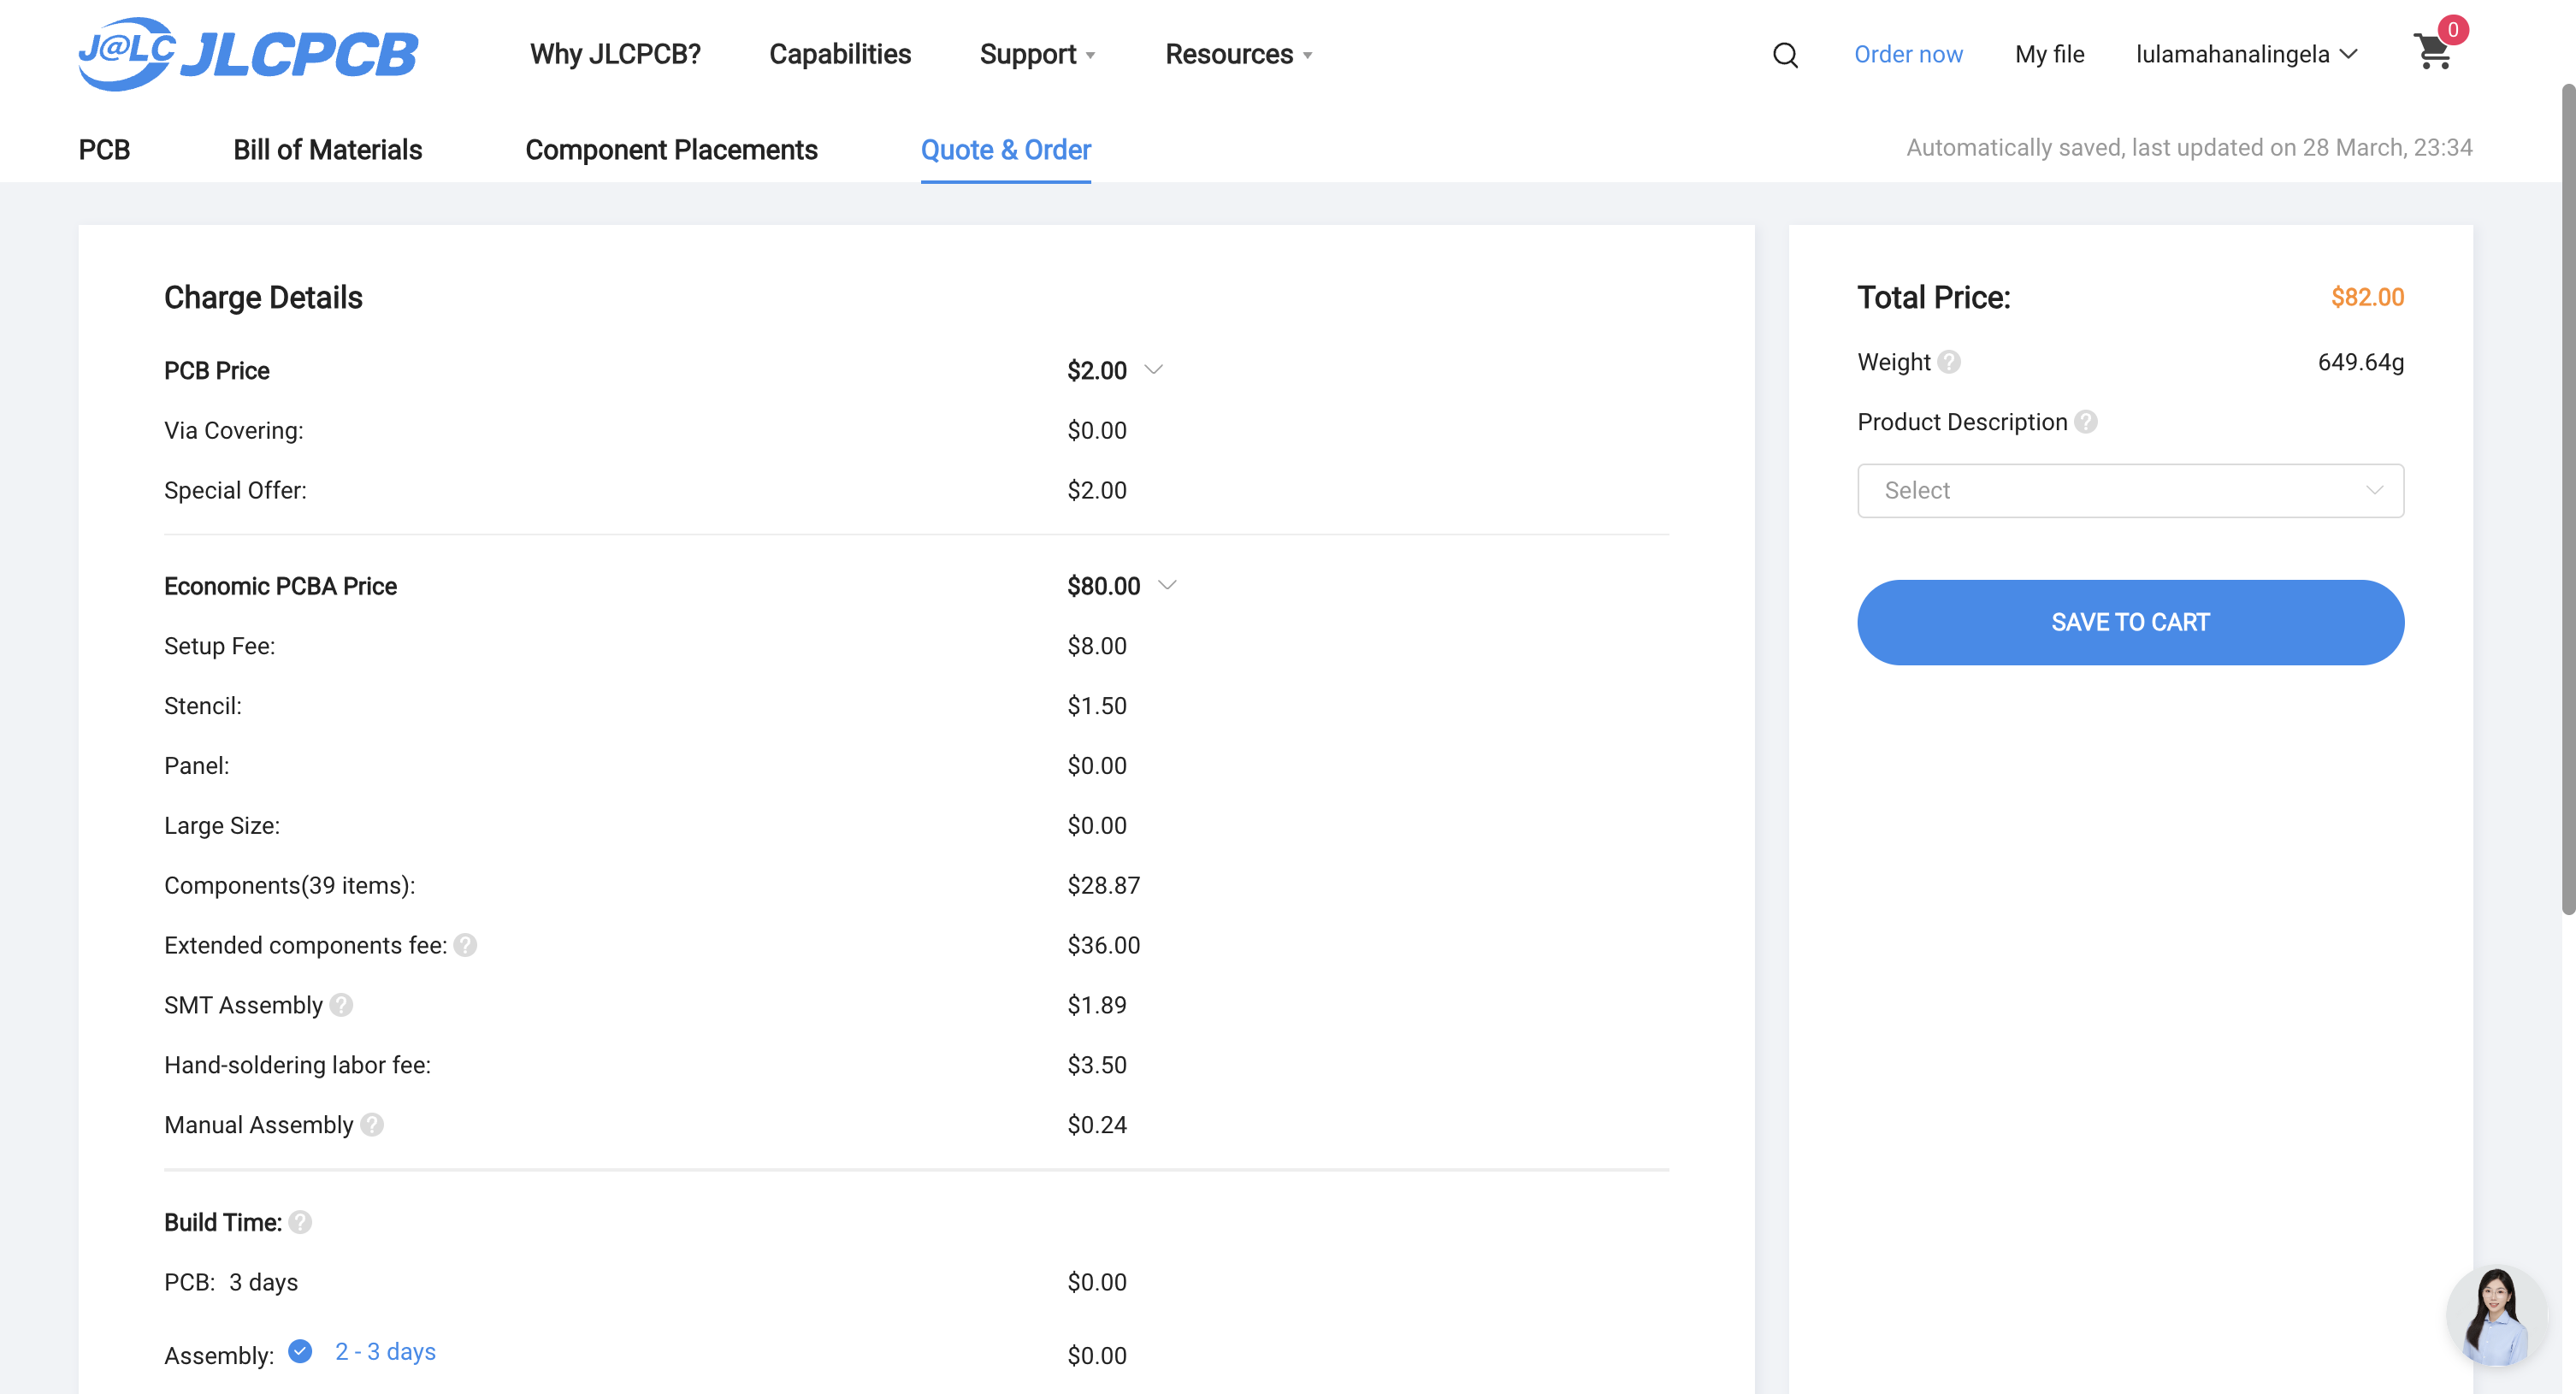 J@LC JLCPCB
Why JLCPCB? Capabilities Support Resources Order now My file lulamahanalingela 0
PCB Bill of Materials Component Placements Quote & Order Automatically saved, last updated on 28 March, 23:34
Charge Details
PCB Price $2.00
Via Covering: $0.00
Special Offer: $2.00
Economic PCBA Price $80.00
Setup Fee: $8.00
Stencil: $1.50
Panel: $0.00
Large Size: $0.00
Components(39 items): $28.87
Extended components fee: ? $36.00
SMT Assembly ? $1.89
Hand-soldering labor fee: $3.50
Manual Assembly ? $0.24
Build Time: ?
PCB: 3 days $0.00
Assembly: 2 - 3 days $0.00
Total Price: $82.00
Weight ? 649.64g
Product Description ?
Select
SAVE TO CART